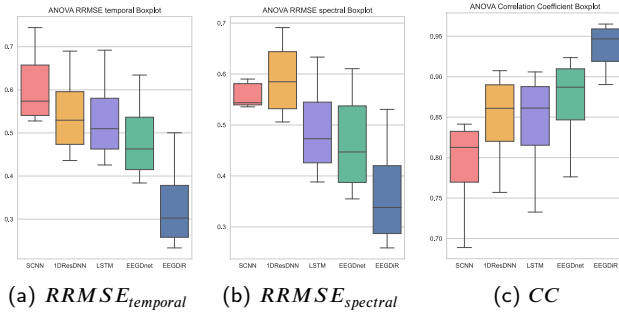 ANOVA RRMSE temporal Boxplot
0.7
0.6
0.5
0.4
0.3
SCNN 1DResDNN LSTM EEGDnet EEGDiR
(a) RRMSE_temporal
ANOVA RRMSE spectral Boxplot
0.7
0.6
0.5
0.4
0.3
SCNN 1DResDNN LSTM EEGDnet EEGDiR
(b) RRMSE_spectral
ANOVA Correlation Coefficient Boxplot
0.95
0.90
0.85
0.80
0.75
0.70
SCNN 1DResDNN LSTM EEGDnet EEGDiR
(c) CC